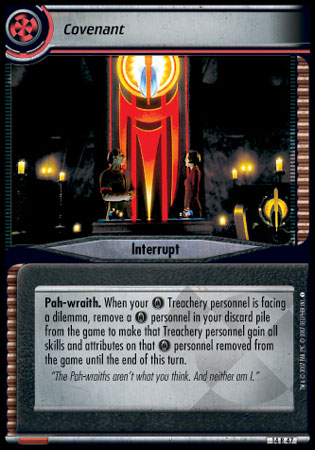 Covenant
Interrupt
Pah-wraith. When your Treachery personnel is facing
a dilemma, remove a personnel in your discard pile
from the game to make that Treachery personnel gain all
skills and attributes on that personnel removed from
the game until the end of this turn.
"The Pah-wraiths aren't what you think. And neither am I."
14 R 47